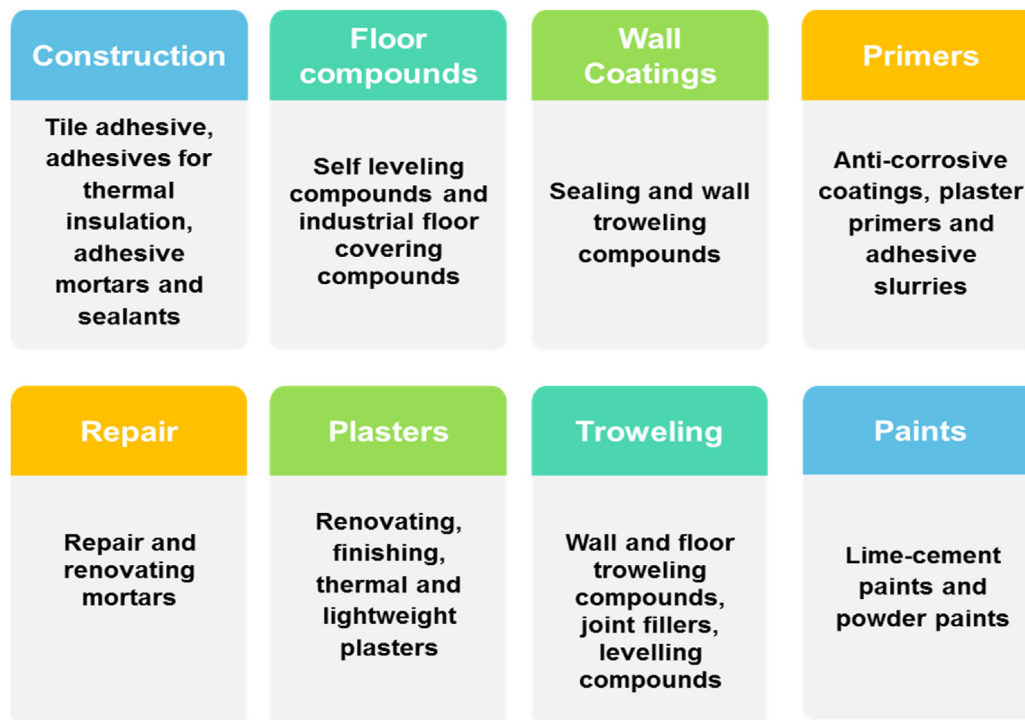 Construction
Tile adhesive,
adhesives for
thermal
insulation,
adhesive
mortars and
sealants
Floor
compounds
Self leveling
compounds and
industrial floor
covering
compounds
Wall
Coatings
Sealing and wall
troweling
compounds
Primers
Anti-corrosive
coatings, plaster
primers and
adhesive
slurries
Repair
Repair and
renovating
mortars
Plasters
Renovating,
finishing,
thermal and
lightweight
plasters
Troweling
Wall and floor
troweling
compounds,
joint fillers,
levelling
compounds
Paints
Lime-cement
paints and
powder paints